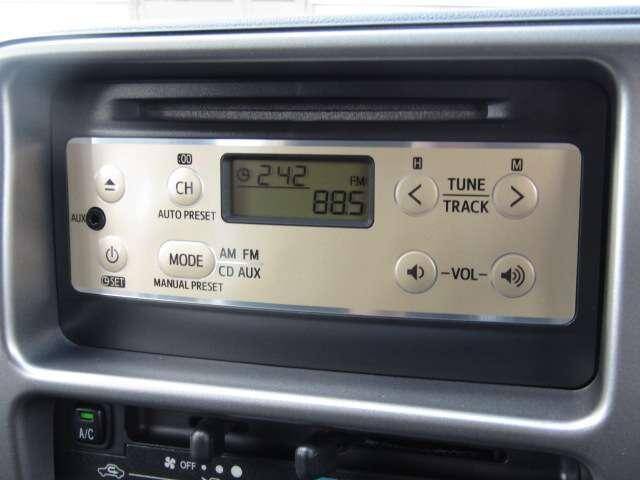 :00
H
M
2:42
CH
FM
TUNE
88.5
AUTO PRESET
TRACK
AUX
MODE
AM FM
CD AUX
-VOL-
SET
MANUAL PRESET
A/C
OFF